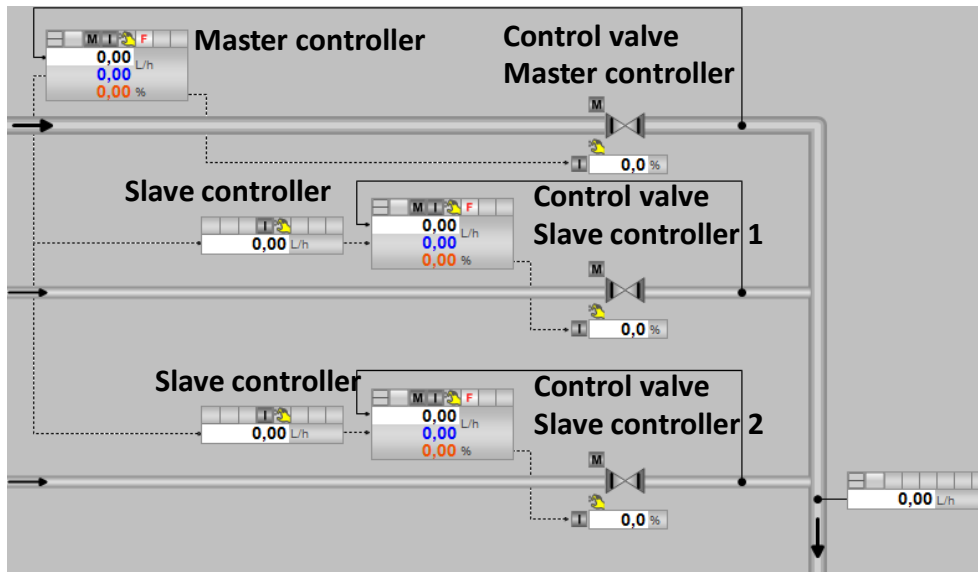 M I F
Master controller
0,00
L/h
0,00
0,00 %
Control valve
Master controller
M
I 0,0 %
Slave controller
I
0,00 L/h
M I F
0,00
L/h
0,00
0,00 %
Control valve
Slave controller 1
M
I 0,0 %
Slave controller
I
0,00 L/h
M I F
0,00
L/h
0,00
0,00 %
Control valve
Slave controller 2
M
I 0,0 %
0,00 L/h